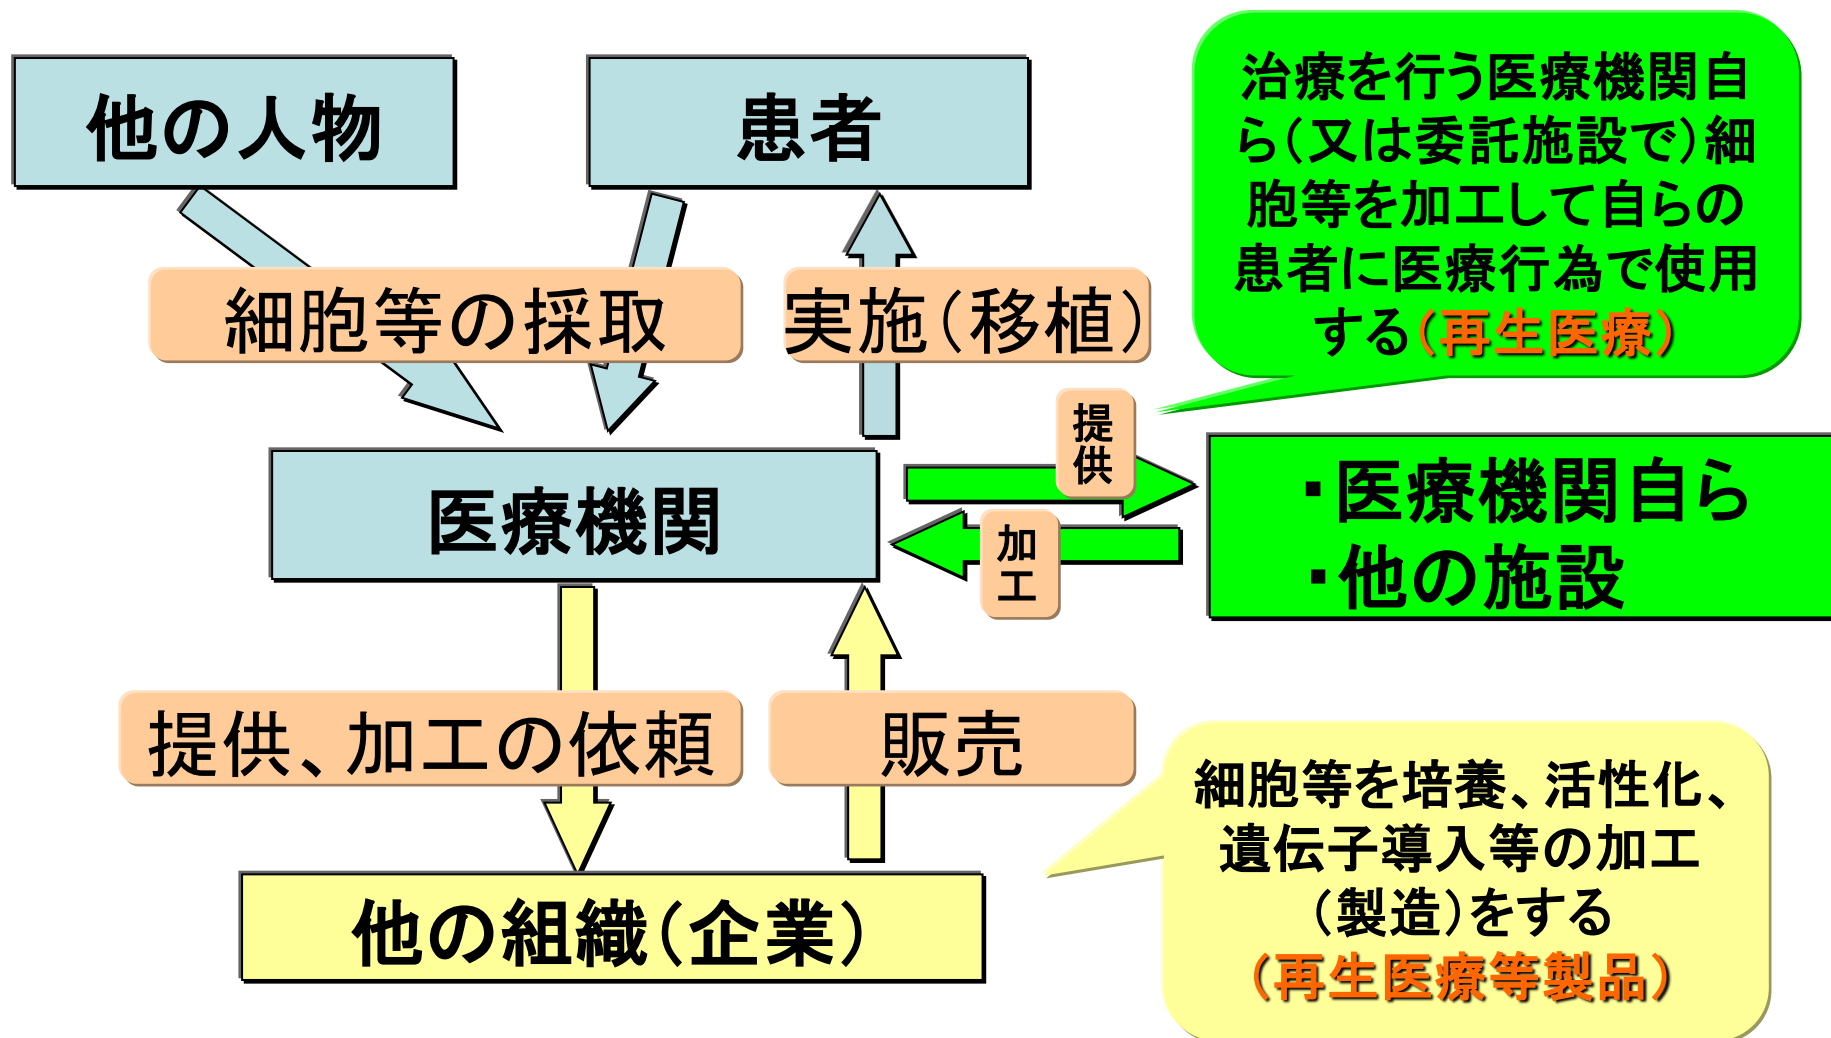 他の人物
患者
治療を行う医療機関自
ら（又は委託施設で）細
胞等を加工して自らの
患者に医療行為で使用
する（再生医療）
細胞等の採取
実施（移植）
提
供
医療機関
加
工
・医療機関自ら
・他の施設
提供、加工の依頼
販売
細胞等を培養、活性化、
遺伝子導入等の加工
（製造）をする
（再生医療等製品）
他の組織（企業）